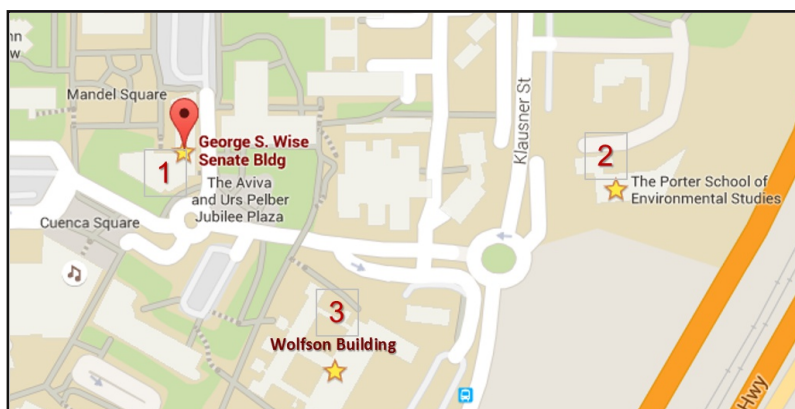 nn
w
Mandel Square
George S. Wise
Senate Bldg
1
The Aviva
and Urs Pelber
Jubilee Plaza
Cuenca Square
Klausner St
2
The Porter School of
Environmental Studies
3
Wolfson Building
Hwy